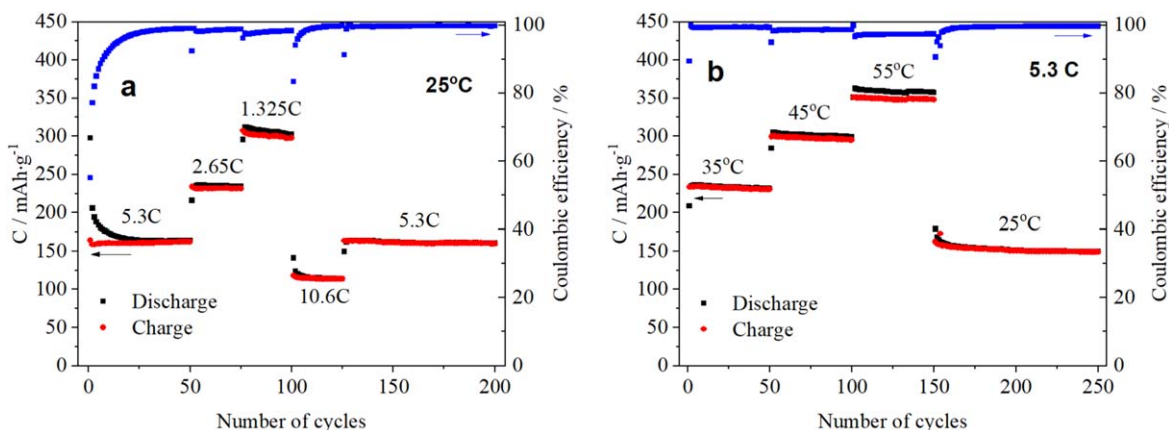 a
25°C
1.325C
2.65C
5.3C
5.3C
10.6C
Discharge
Charge
C / mAh·g-1
450
400
350
300
250
200
150
100
50
0
0
50
100
150
200
Number of cycles
100
80
60
40
20
0
Coulombic efficiency / %
b
5.3 C
55°C
45°C
35°C
25°C
Discharge
Charge
C / mAh·g-1
450
400
350
300
250
200
150
100
50
0
0
50
100
150
200
250
Number of cycles
100
80
60
40
20
0
Coulombic efficiency / %